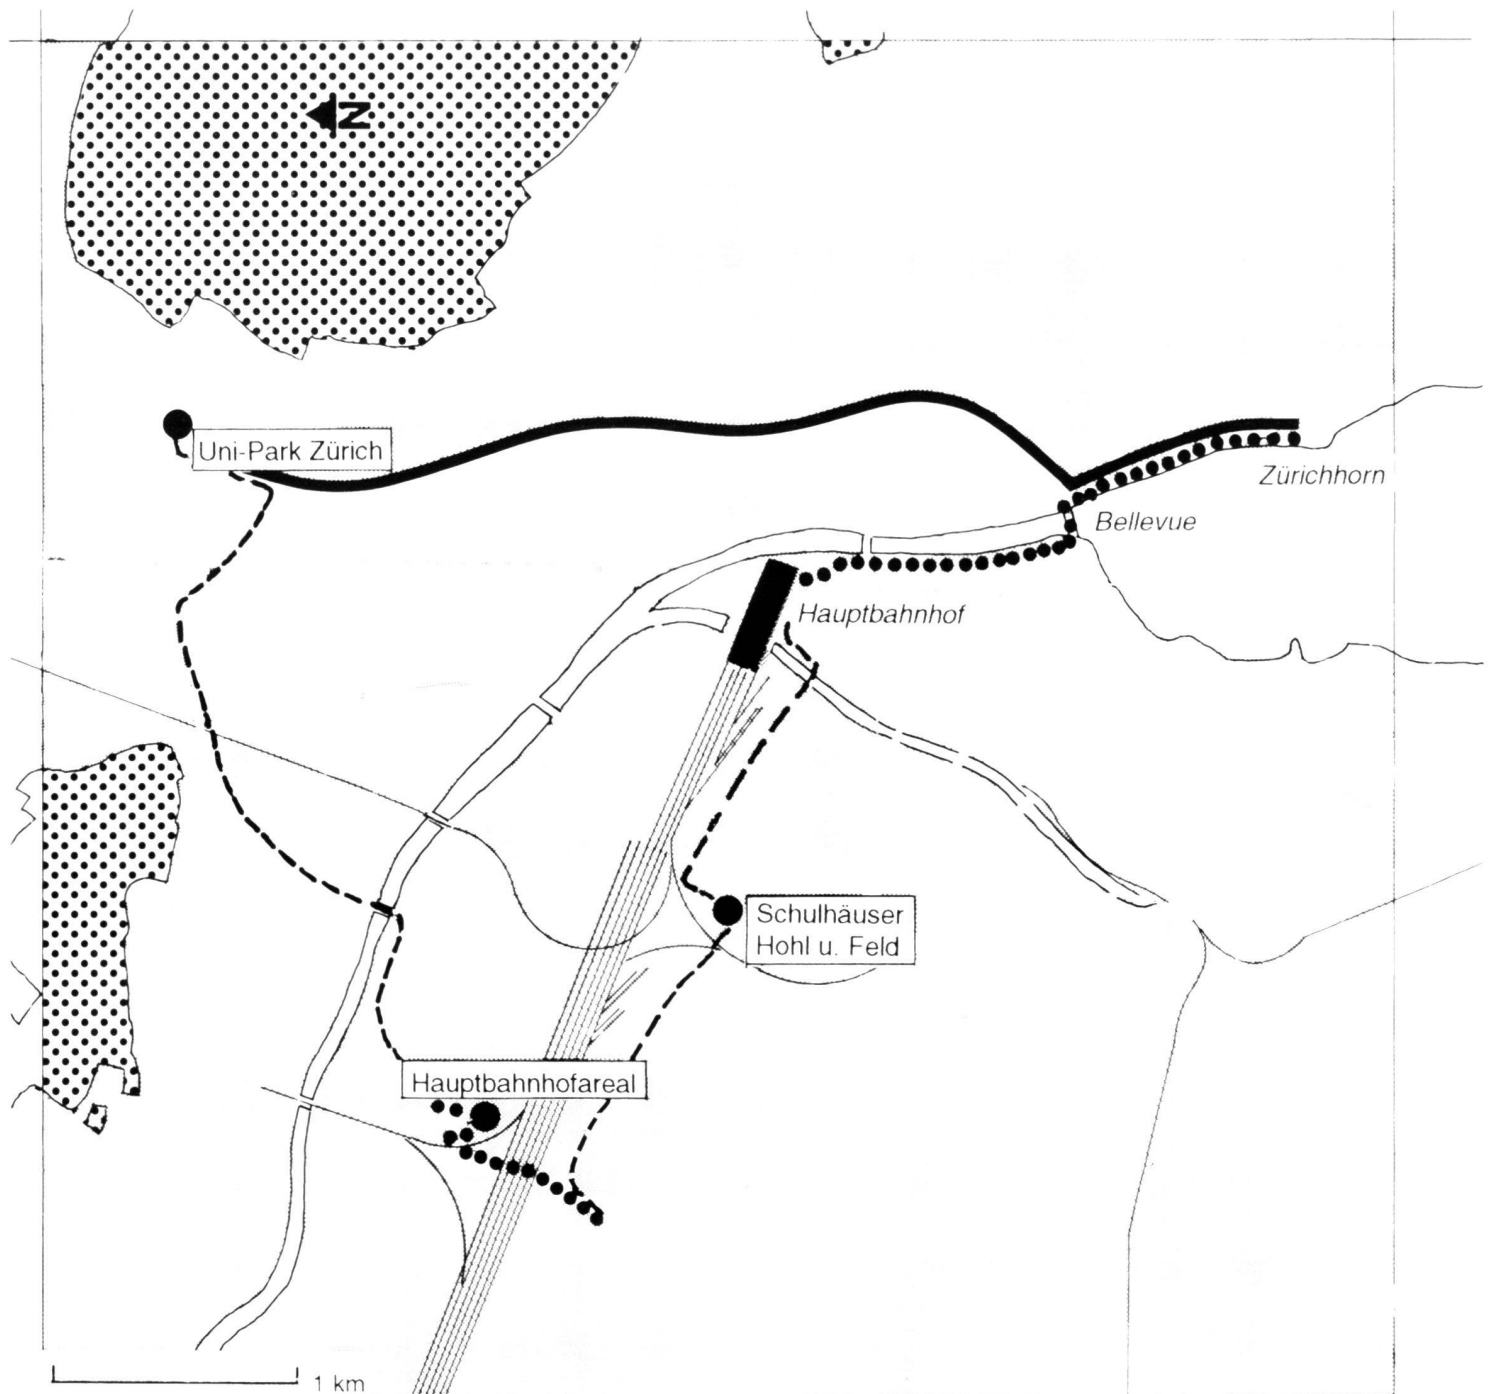 N
Uni-Park Zürich
Zürichhorn
Bellevue
Hauptbahnhof
Schulhäuser
Hohl u. Feld
Hauptbahnhofareal
1 km